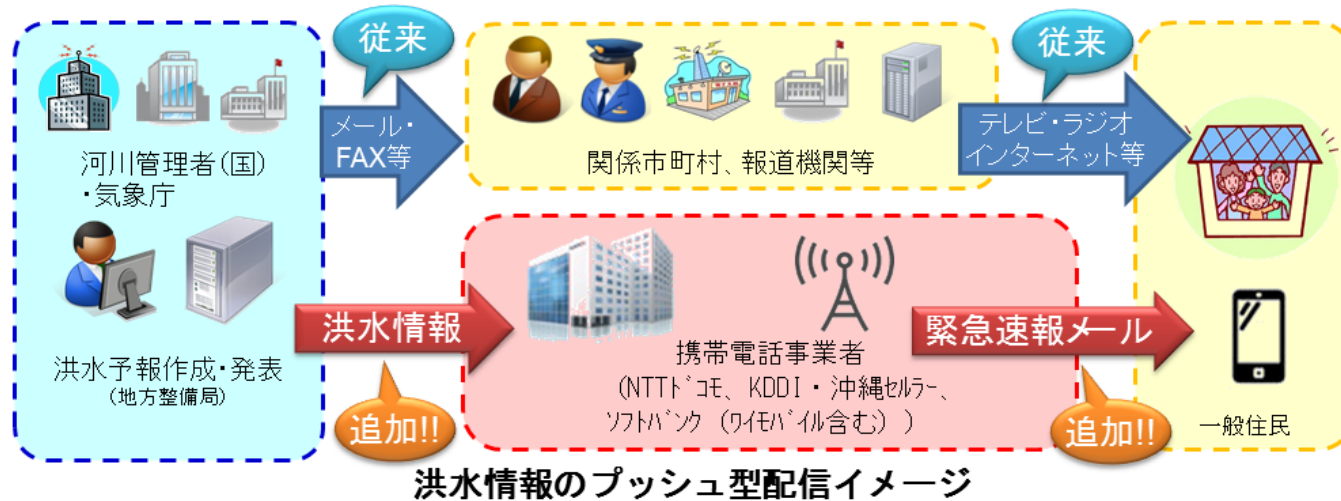 従来
従来
メール・
FAX等
テレビ・ラジオ
インターネット等
河川管理者(国)
・気象庁
関係市町村、報道機関等
洪水情報
緊急速報メール
携帯電話事業者
(NTTドコモ、KDDI・沖縄セルラー、
ソフトバンク(ワイモバイル含む))
洪水予報作成・発表
(地方整備局)
追加!!
追加!!
一般住民
洪水情報のプッシュ型配信イメージ